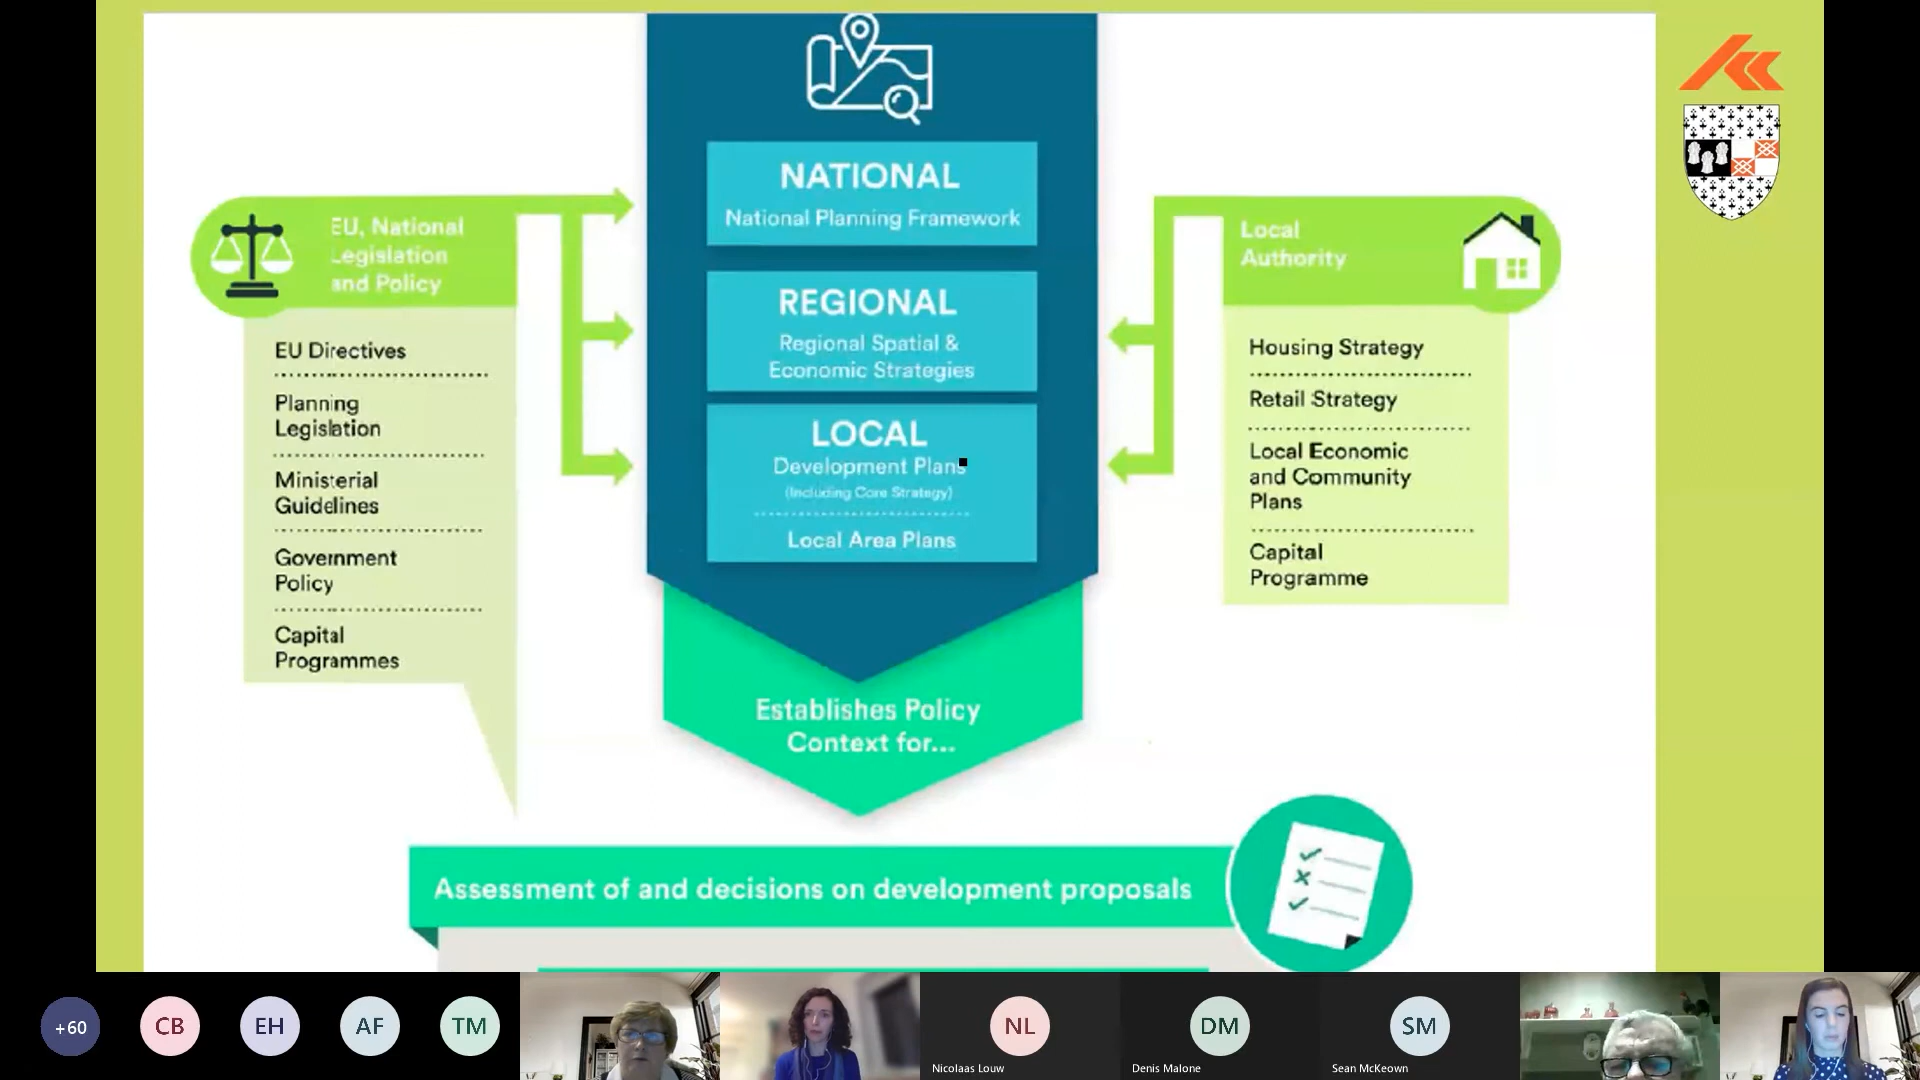 NATIONAL
National Planning Framework
REGIONAL
Regional Spatial &
Economic Strategies
LOCAL
Development Plans
(Including Core Strategy)
Local Area Plans
EU, National
Legislation
and Policy
EU Directives
Planning
Legislation
Ministerial
Guidelines
Government
Policy
Capital
Programmes
Local
Authority
Housing Strategy
Retail Strategy
Local Economic
and Community
Plans
Capital
Programme
Establishes Policy
Context for...
Assessment of and decisions on development proposals
+60
CB
EH
AF
TM
NL
Nicolaas Louw
DM
Denis Malone
SM
Sean McKeown